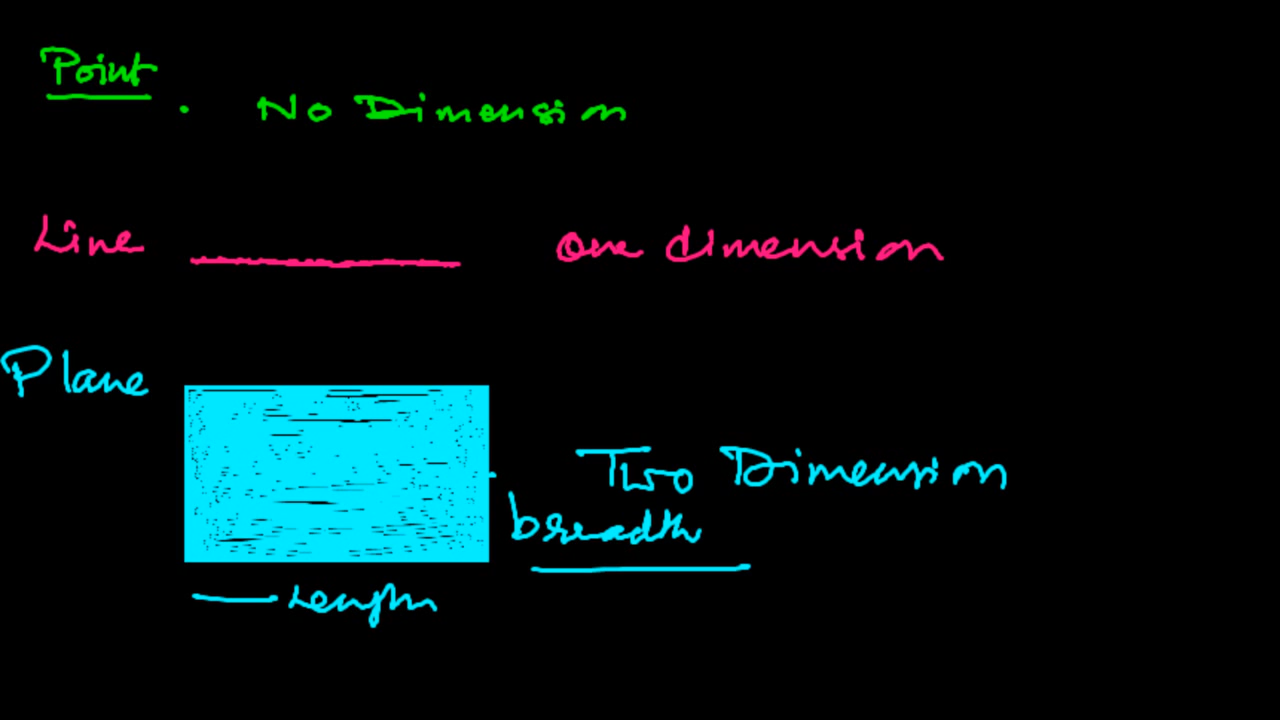 Point
. No Dimension
Line One dimension
Plane
Two Dimension
breadth
Length